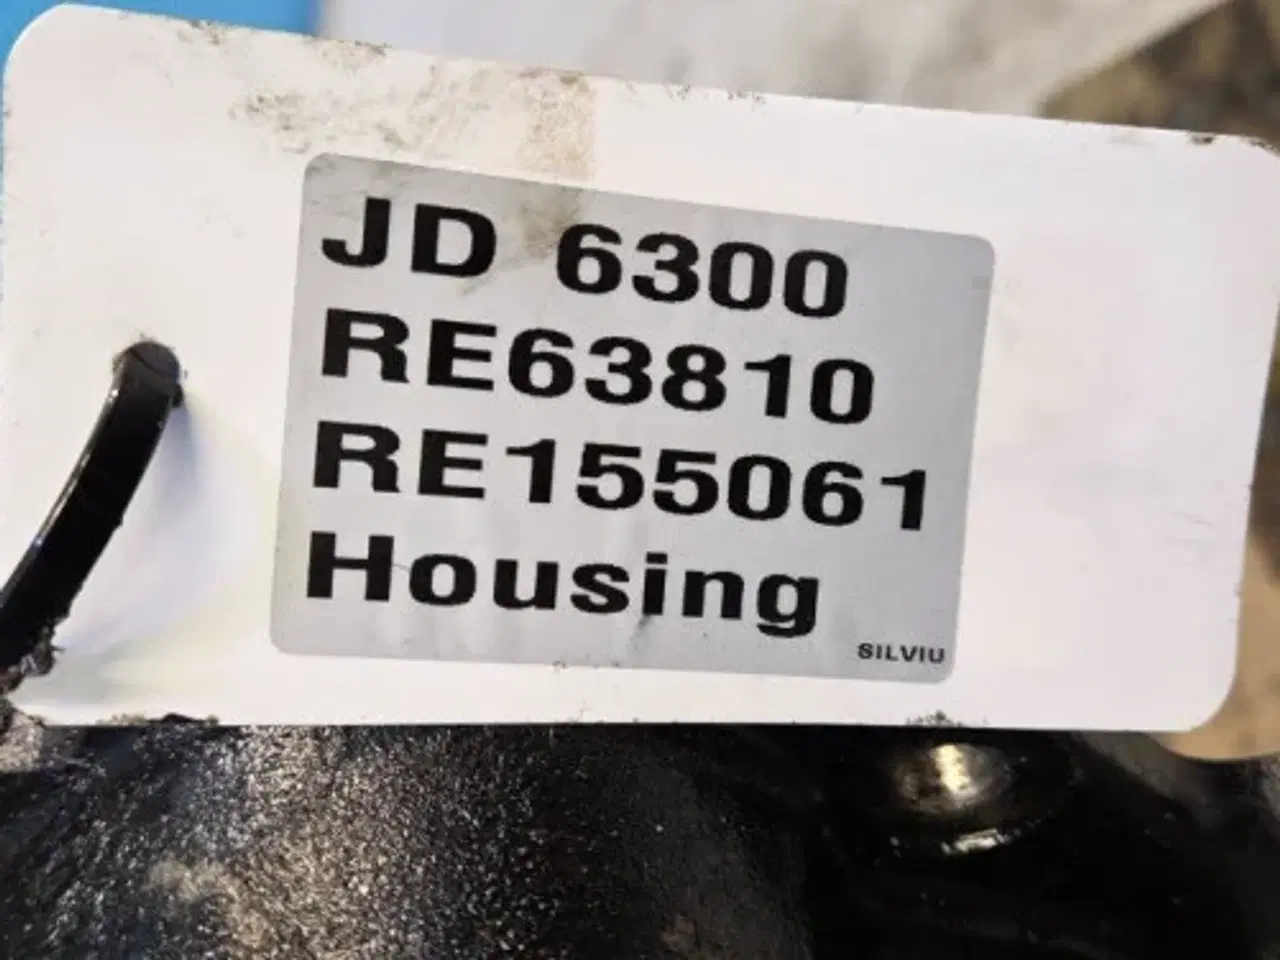 JD 6300
RE63810
RE155061
Housing
SILVIU